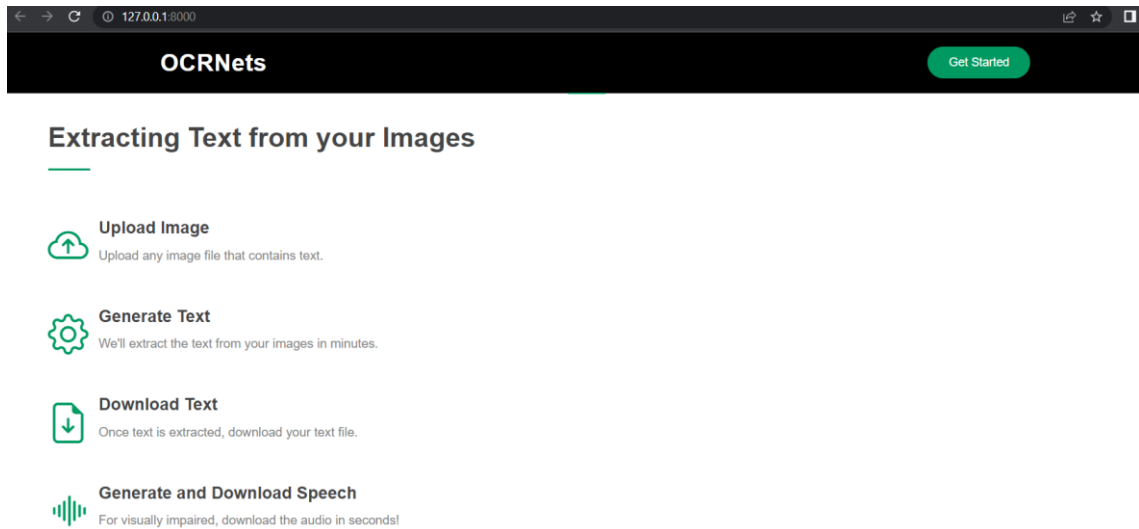 127.0.0.1:8000
OCRNets
Get Started
Extracting Text from your Images
Upload Image
Upload any image file that contains text.
Generate Text
We'll extract the text from your images in minutes.
Download Text
Once text is extracted, download your text file.
Generate and Download Speech
For visually impaired, download the audio in seconds!